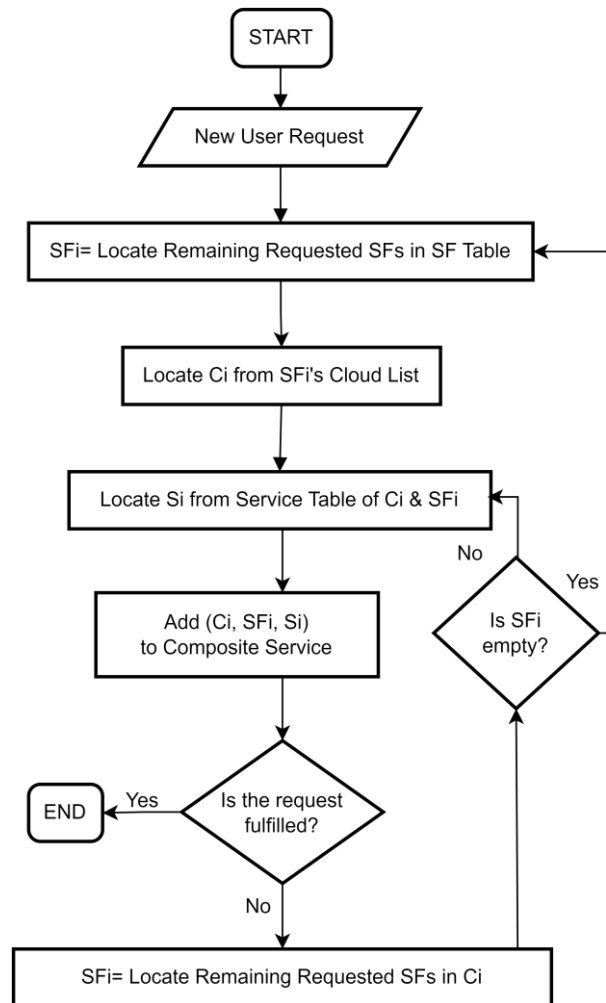 START
New User Request
SFi= Locate Remaining Requested SFs in SF Table
Locate Ci from SFi's Cloud List
Locate Si from Service Table of Ci & SFi
No
Yes
Add (Ci, SFi, Si)
to Composite Service
Is SFi
empty?
Is the request
fulfilled?
Yes
END
No
SFi= Locate Remaining Requested SFs in Ci